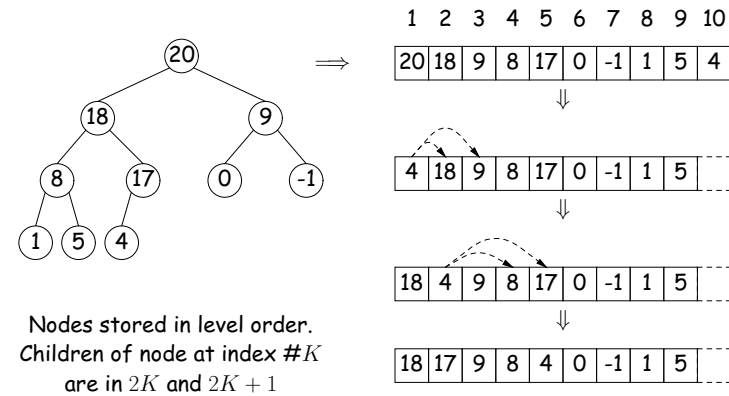 1 2 3 4 5 6 7 8 9 10
20 ⟹ 20 18 9 8 17 0 -1 1 5 4
⇓
18 9
4 18 9 8 17 0 -1 1 5
8 17 0 -1
⇓
1 5 4
18 4 9 8 17 0 -1 1 5
⇓
18 17 9 8 4 0 -1 1 5
Nodes stored in level order.
Children of node at index #K
are in 2K and 2K + 1